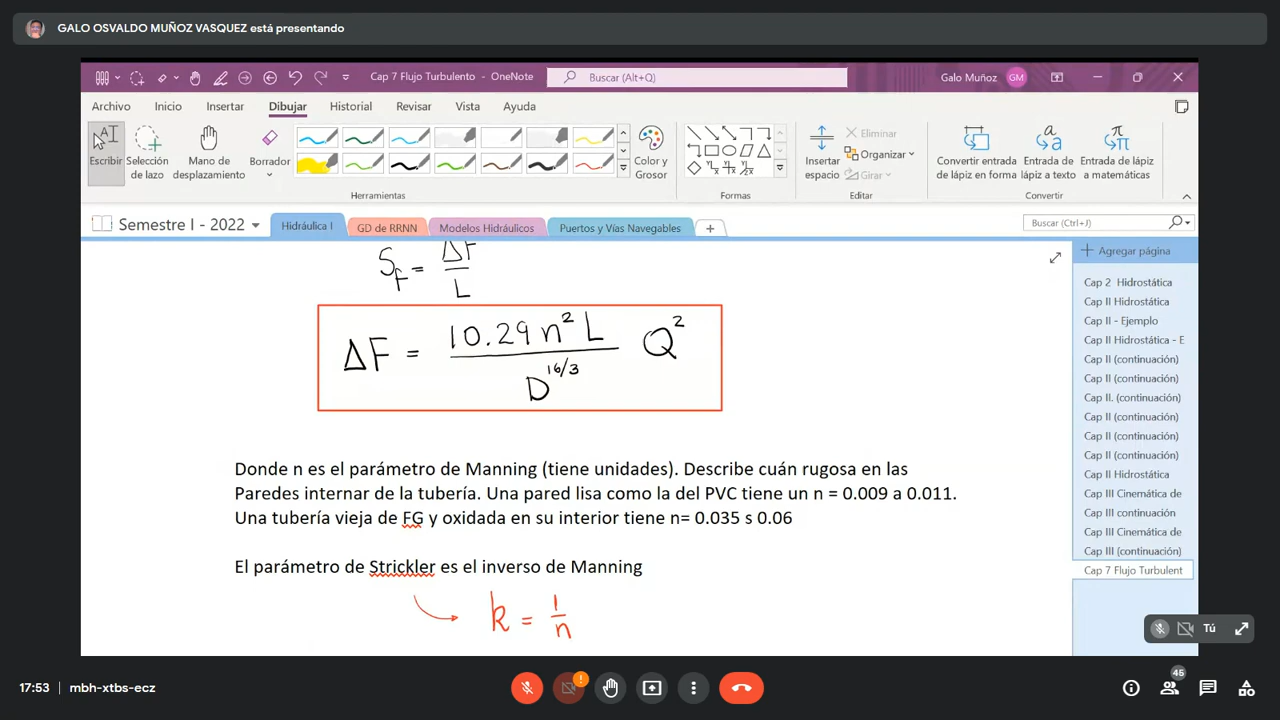 GALO OSVALDO MUÑOZ VASQUEZ está presentando
Cap 7 Flujo Turbulento - OneNote
Buscar (Alt+Q)
Galo Muñoz GM
Archivo Inicio Insertar Dibujar Historial Revisar Vista Ayuda
Escribir
Selección de lazo
Mano de desplazamiento
Borrador
Color y Grosor
Insertar espacio
Eliminar
Organizar
Girar
Convertir entrada de lápiz en forma
Entrada de lápiz a texto
Entrada de lápiz a matemáticas
Herramientas Formas Editar Convertir
Semestre I - 2022
Hidráulica I GD de RRNN Modelos Hidráulicos Puertos y Vías Navegables
Buscar (Ctrl+J)
S_F = ΔF / L
ΔF = 10.29 n² L / D^16/3 Q²
Donde n es el parámetro de Manning (tiene unidades). Describe cuán rugosa en las
Paredes internar de la tubería. Una pared lisa como la del PVC tiene un n = 0.009 a 0.011.
Una tubería vieja de FG y oxidada en su interior tiene n= 0.035 s 0.06
El parámetro de Strickler es el inverso de Manning
k = 1/n
Agregar página
Cap 2 Hidrostática
Cap II Hidrostática
Cap II - Ejemplo
Cap II Hidrostática - E
Cap II (continuación)
Cap II (continuación)
Cap II. (continuación)
Cap II (continuación)
Cap II (continuación)
Cap II (continuación)
Cap II Hidrostática
Cap III Cinemática de
Cap III continuación
Cap III Cinemática de
Cap III (continuación)
Cap 7 Flujo Turbulent
Tú
17:53 mbh-xtbs-ecz
45